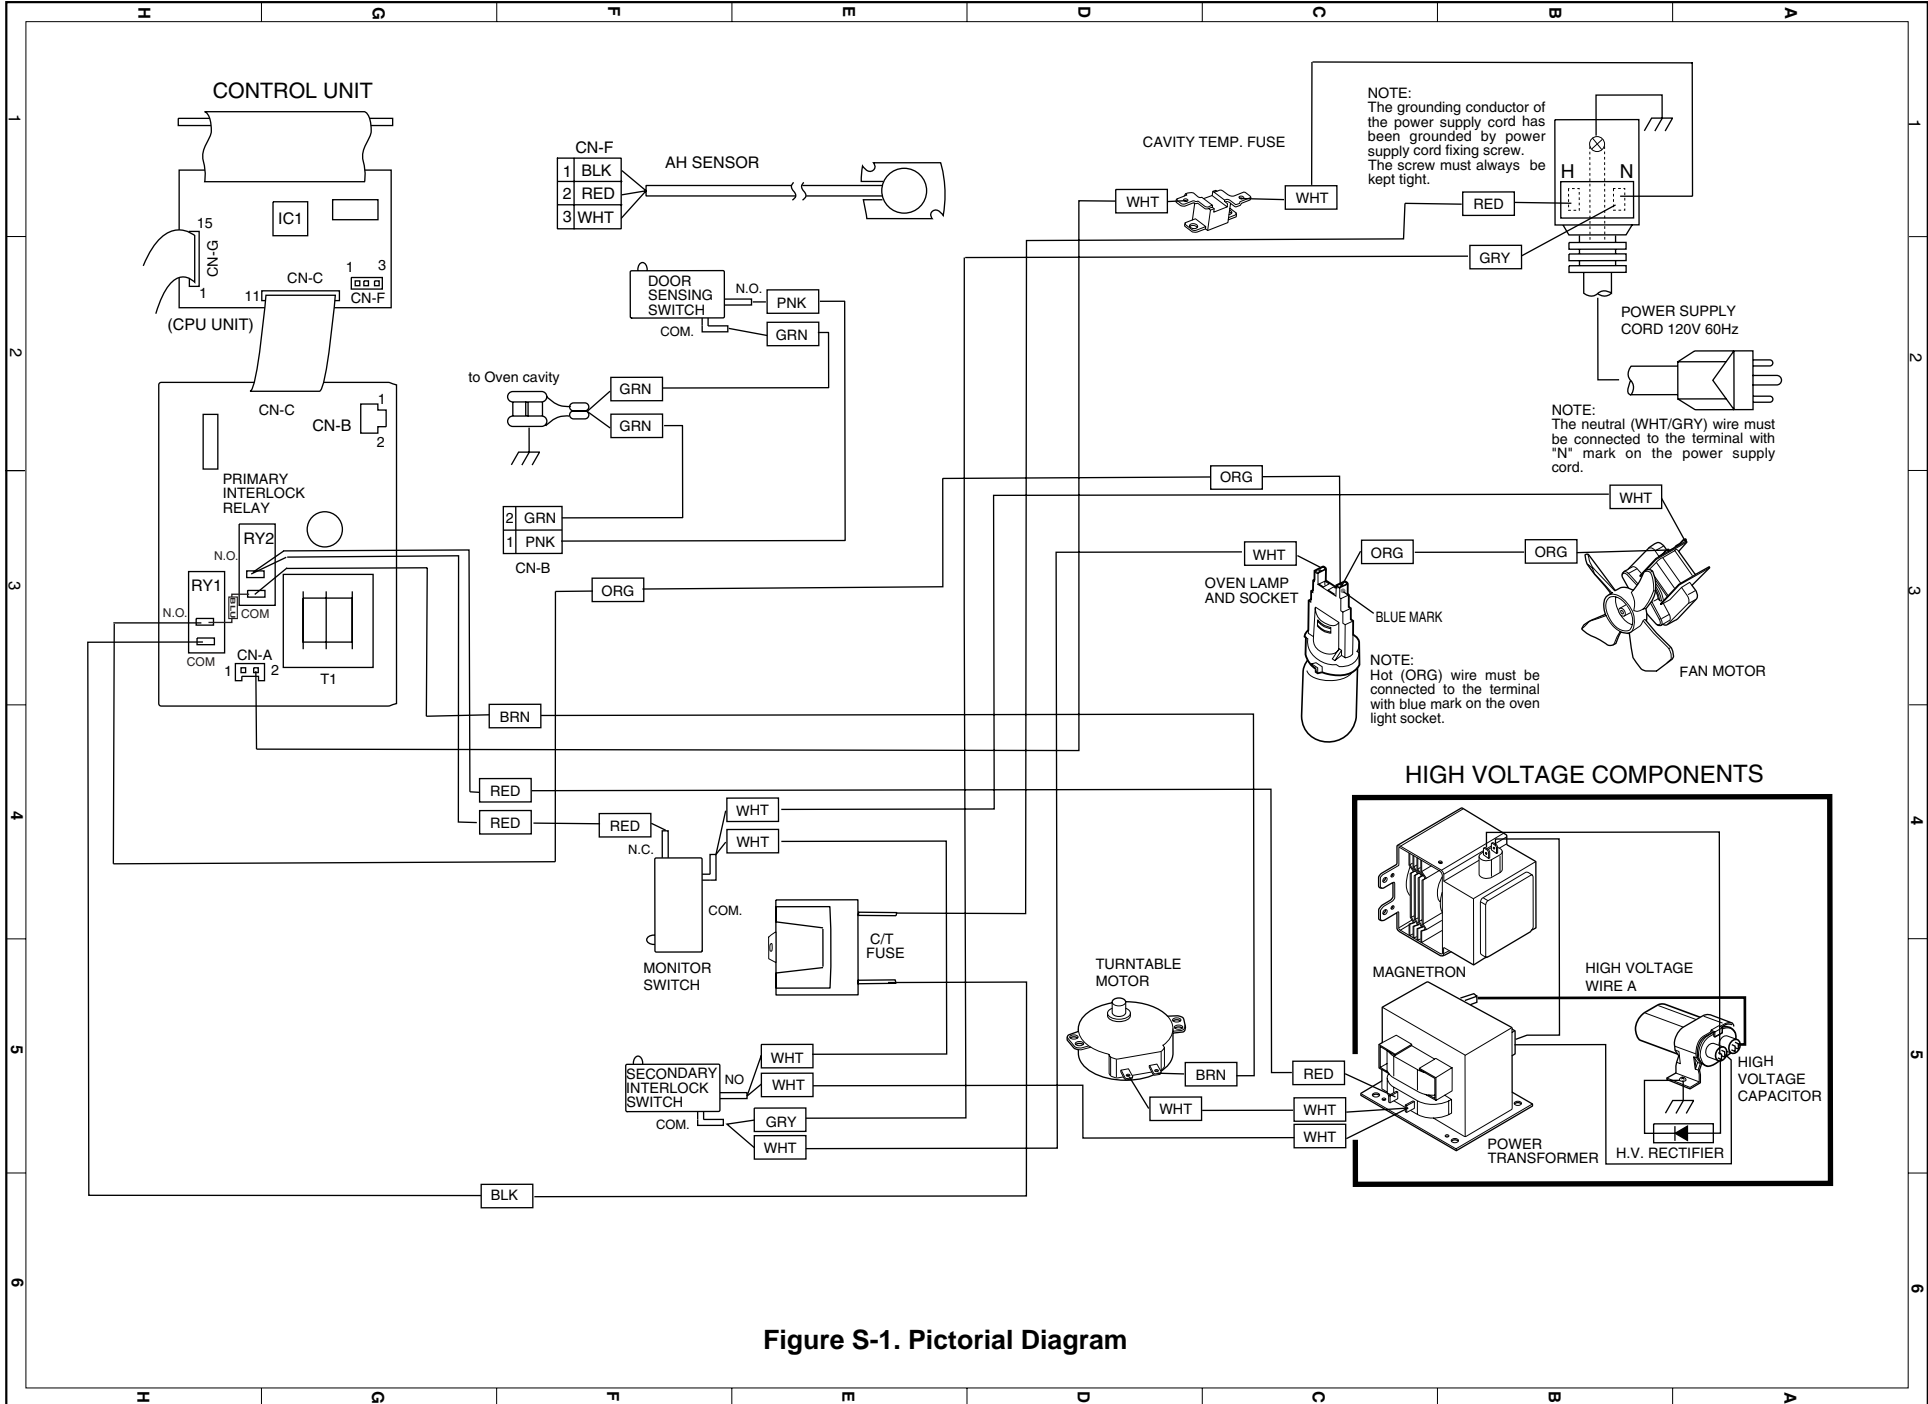 H G F E D C B A
CONTROL UNIT
1
1
IC1
15
CN-G
1
CN-C
11
1 3
CN-F
(CPU UNIT)
CN-F
1 BLK
2 RED
3 WHT
AH SENSOR
CAVITY TEMP. FUSE
WHT
WHT
NOTE:
The grounding conductor of
the power supply cord has
been grounded by power
supply cord fixing screw.
The screw must always be
kept tight.
H N
RED
GRY
POWER SUPPLY
CORD 120V 60Hz
2
2
DOOR
SENSING
SWITCH
N.O.
PNK
COM.
GRN
to Oven cavity
GRN
GRN
CN-C
CN-B
1
2
NOTE:
The neutral (WHT/GRY) wire must
be connected to the terminal with
"N" mark on the power supply
cord.
PRIMARY
INTERLOCK
RELAY
RY2
N.O.
RY1
N.O.
BLU
COM
COM
CN-A
1 2
T1
2 GRN
1 PNK
CN-B
ORG
ORG
WHT
WHT
ORG
ORG
OVEN LAMP
AND SOCKET
BLUE MARK
3
3
NOTE:
Hot (ORG) wire must be
connected to the terminal
with blue mark on the oven
light socket.
FAN MOTOR
BRN
RED
RED
RED
N.C.
WHT
WHT
COM.
4
4
HIGH VOLTAGE COMPONENTS
MONITOR
SWITCH
C/T
FUSE
TURNTABLE
MOTOR
MAGNETRON
HIGH VOLTAGE
WIRE A
5
5
SECONDARY
INTERLOCK
SWITCH
NO
WHT
WHT
COM.
GRY
WHT
BRN
WHT
RED
WHT
WHT
HIGH
VOLTAGE
CAPACITOR
POWER
TRANSFORMER
H.V. RECTIFIER
BLK
6
6
Figure S-1. Pictorial Diagram
H G F E D C B A